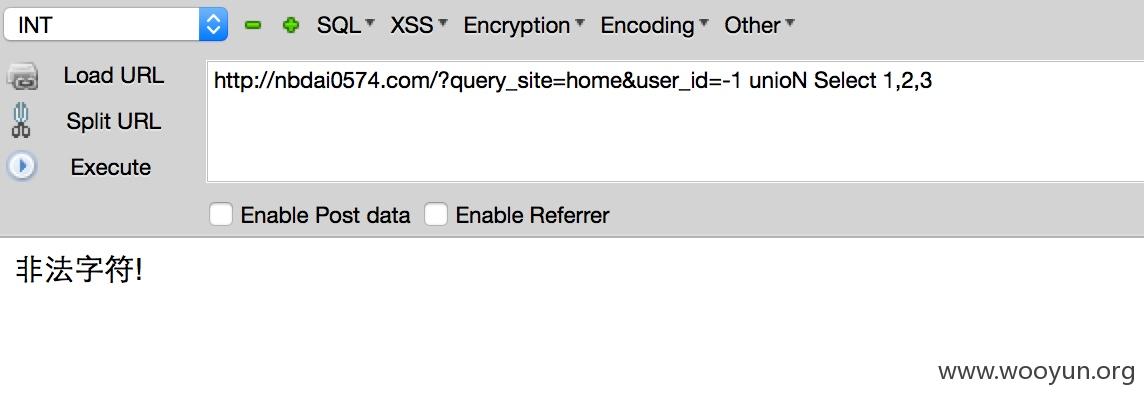 INT SQL XSS Encryption Encoding Other
Load URL http://nbdai0574.com/?query_site=home&user_id=-1 unioN Select 1,2,3
Split URL
Execute
Enable Post data Enable Referrer
非法字符!
www.wooyun.org